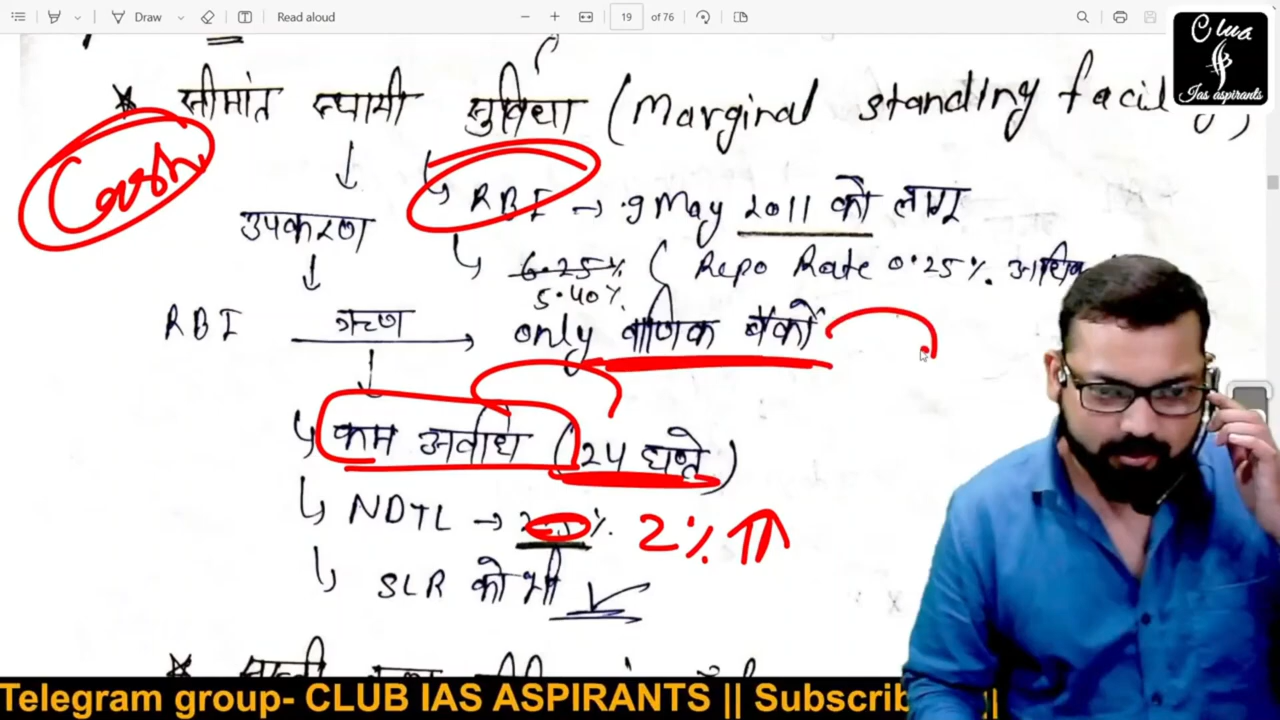 Draw
Read aloud
19 of 76
Club
Ias aspirants
* सीमांत स्थायी सुविधा (Marginal standing facil
Cash
RBI → 9 May 2011 को लागू
उपकरण
6.25% ( Repo Rate 0.25%.
5.40%.
RBI ऋण only वाणिक बैंकों
कम अवधि (24 घण्टे)
NDTL → 2% ⇈
SLR को भी
Telegram group- CLUB IAS ASPIRANTS || Subscrib ||